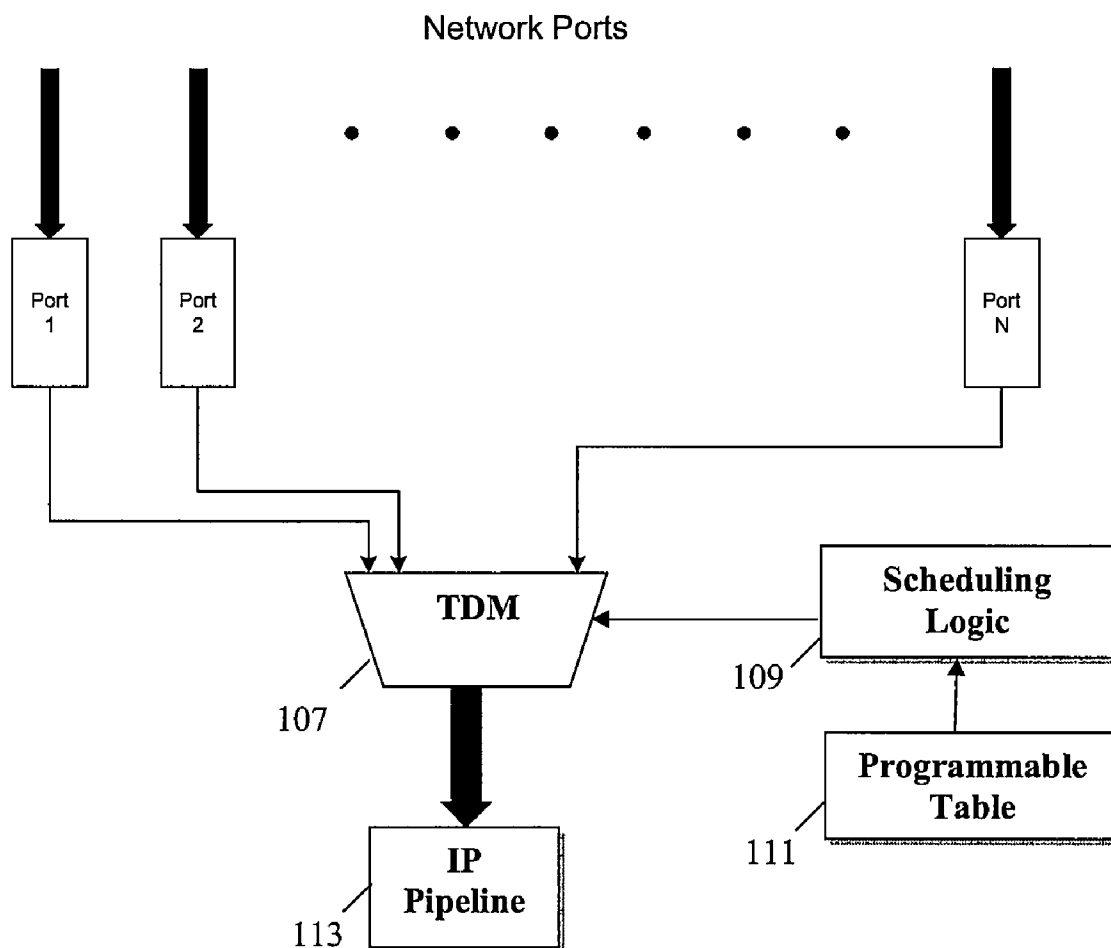 Network Ports
Port
1
Port
2
Port
N
TDM
Scheduling
Logic
109
107
Programmable
Table
111
IP
Pipeline
113